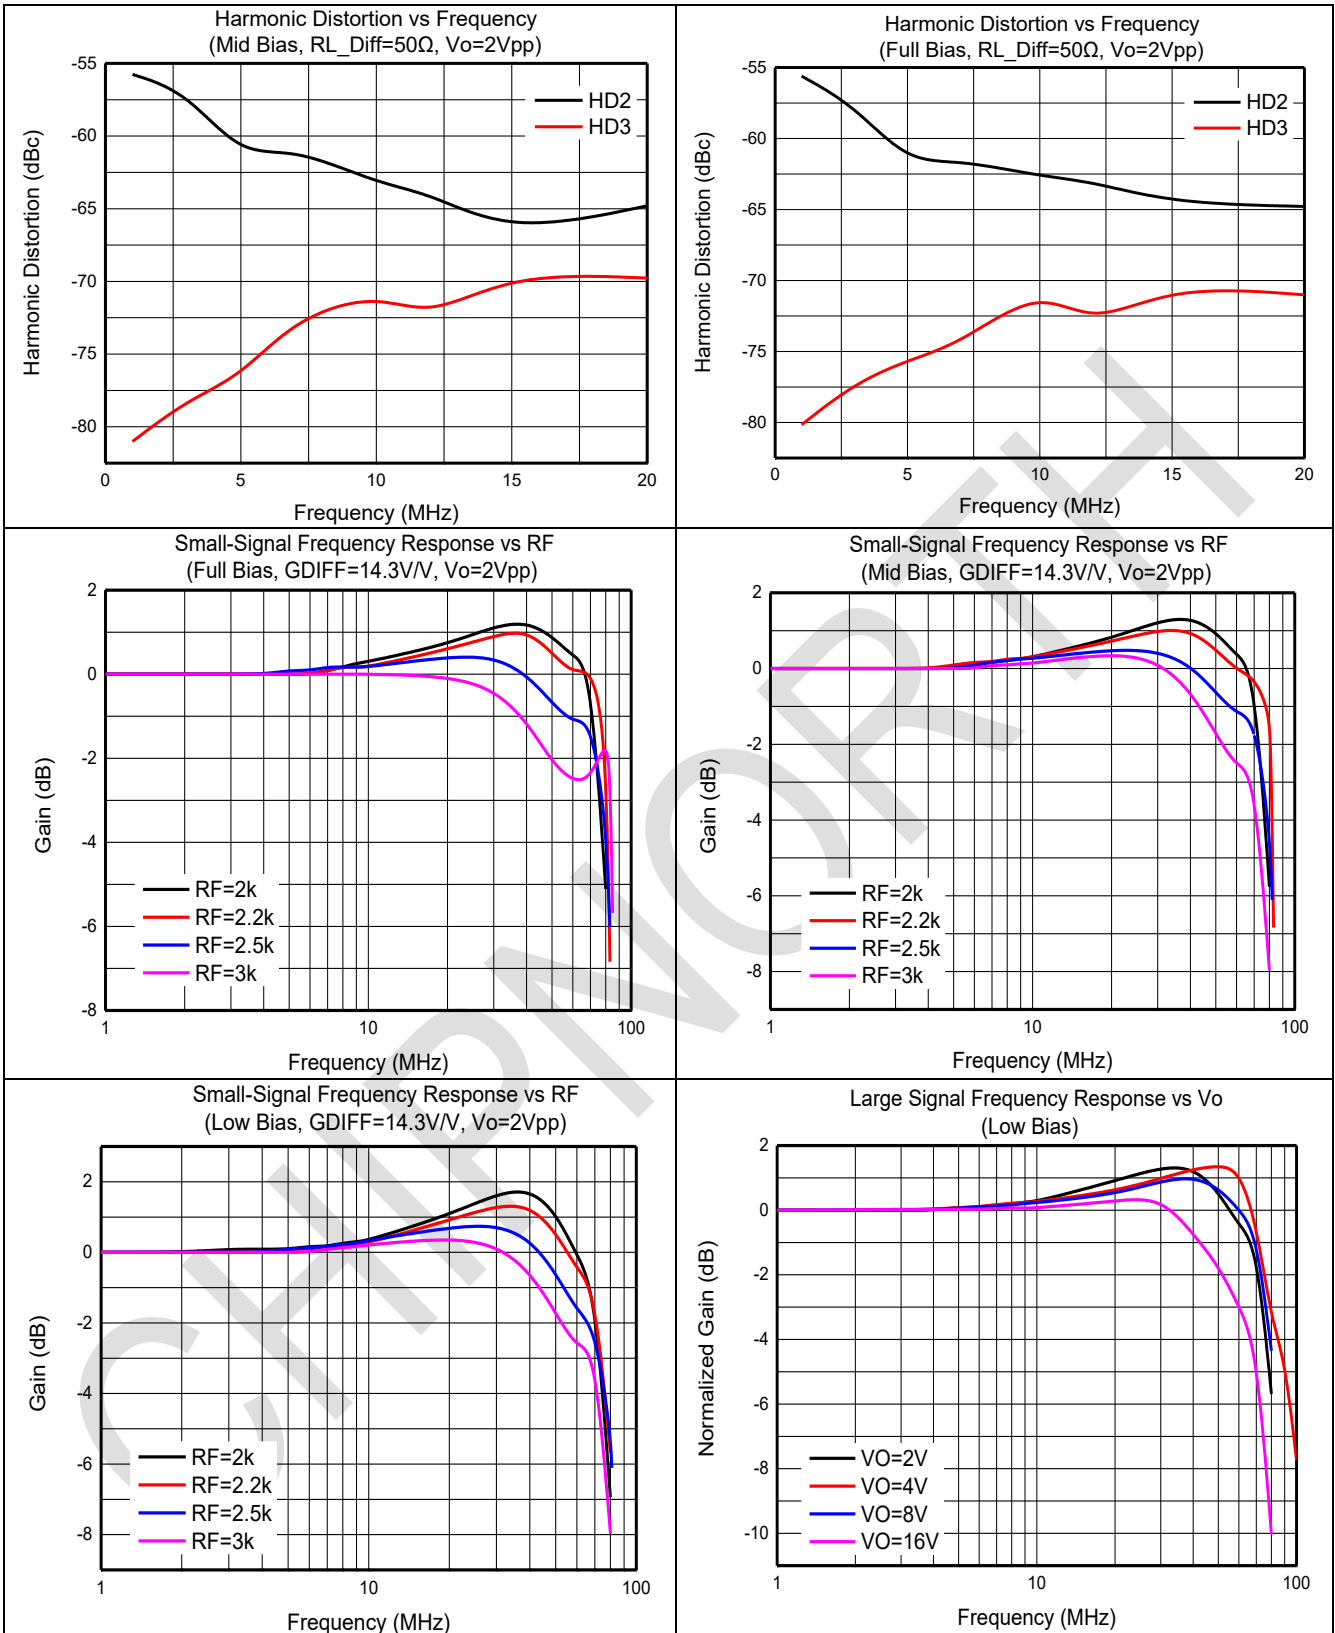 Harmonic Distortion vs Frequency
(Mid Bias, RL_Diff=50Ω, Vo=2Vpp)
-55
-60
-65
-70
-75
-80
Harmonic Distortion (dBc)
HD2
HD3
0 5 10 15 20
Frequency (MHz)
Harmonic Distortion vs Frequency
(Full Bias, RL_Diff=50Ω, Vo=2Vpp)
-55
-60
-65
-70
-75
-80
Harmonic Distortion (dBc)
HD2
HD3
0 5 10 15 20
Frequency (MHz)
Small-Signal Frequency Response vs RF
(Full Bias, GDIFF=14.3V/V, Vo=2Vpp)
2
0
-2
-4
-6
-8
Gain (dB)
RF=2k
RF=2.2k
RF=2.5k
RF=3k
1 10 100
Frequency (MHz)
Small-Signal Frequency Response vs RF
(Mid Bias, GDIFF=14.3V/V, Vo=2Vpp)
2
0
-2
-4
-6
-8
Gain (dB)
RF=2k
RF=2.2k
RF=2.5k
RF=3k
1 10 100
Frequency (MHz)
Small-Signal Frequency Response vs RF
(Low Bias, GDIFF=14.3V/V, Vo=2Vpp)
2
0
-2
-4
-6
-8
Gain (dB)
RF=2k
RF=2.2k
RF=2.5k
RF=3k
1 10 100
Frequency (MHz)
Large Signal Frequency Response vs Vo
(Low Bias)
2
0
-2
-4
-6
-8
-10
Normalized Gain (dB)
VO=2V
VO=4V
VO=8V
VO=16V
1 10 100
Frequency (MHz)
CHIPNORTH